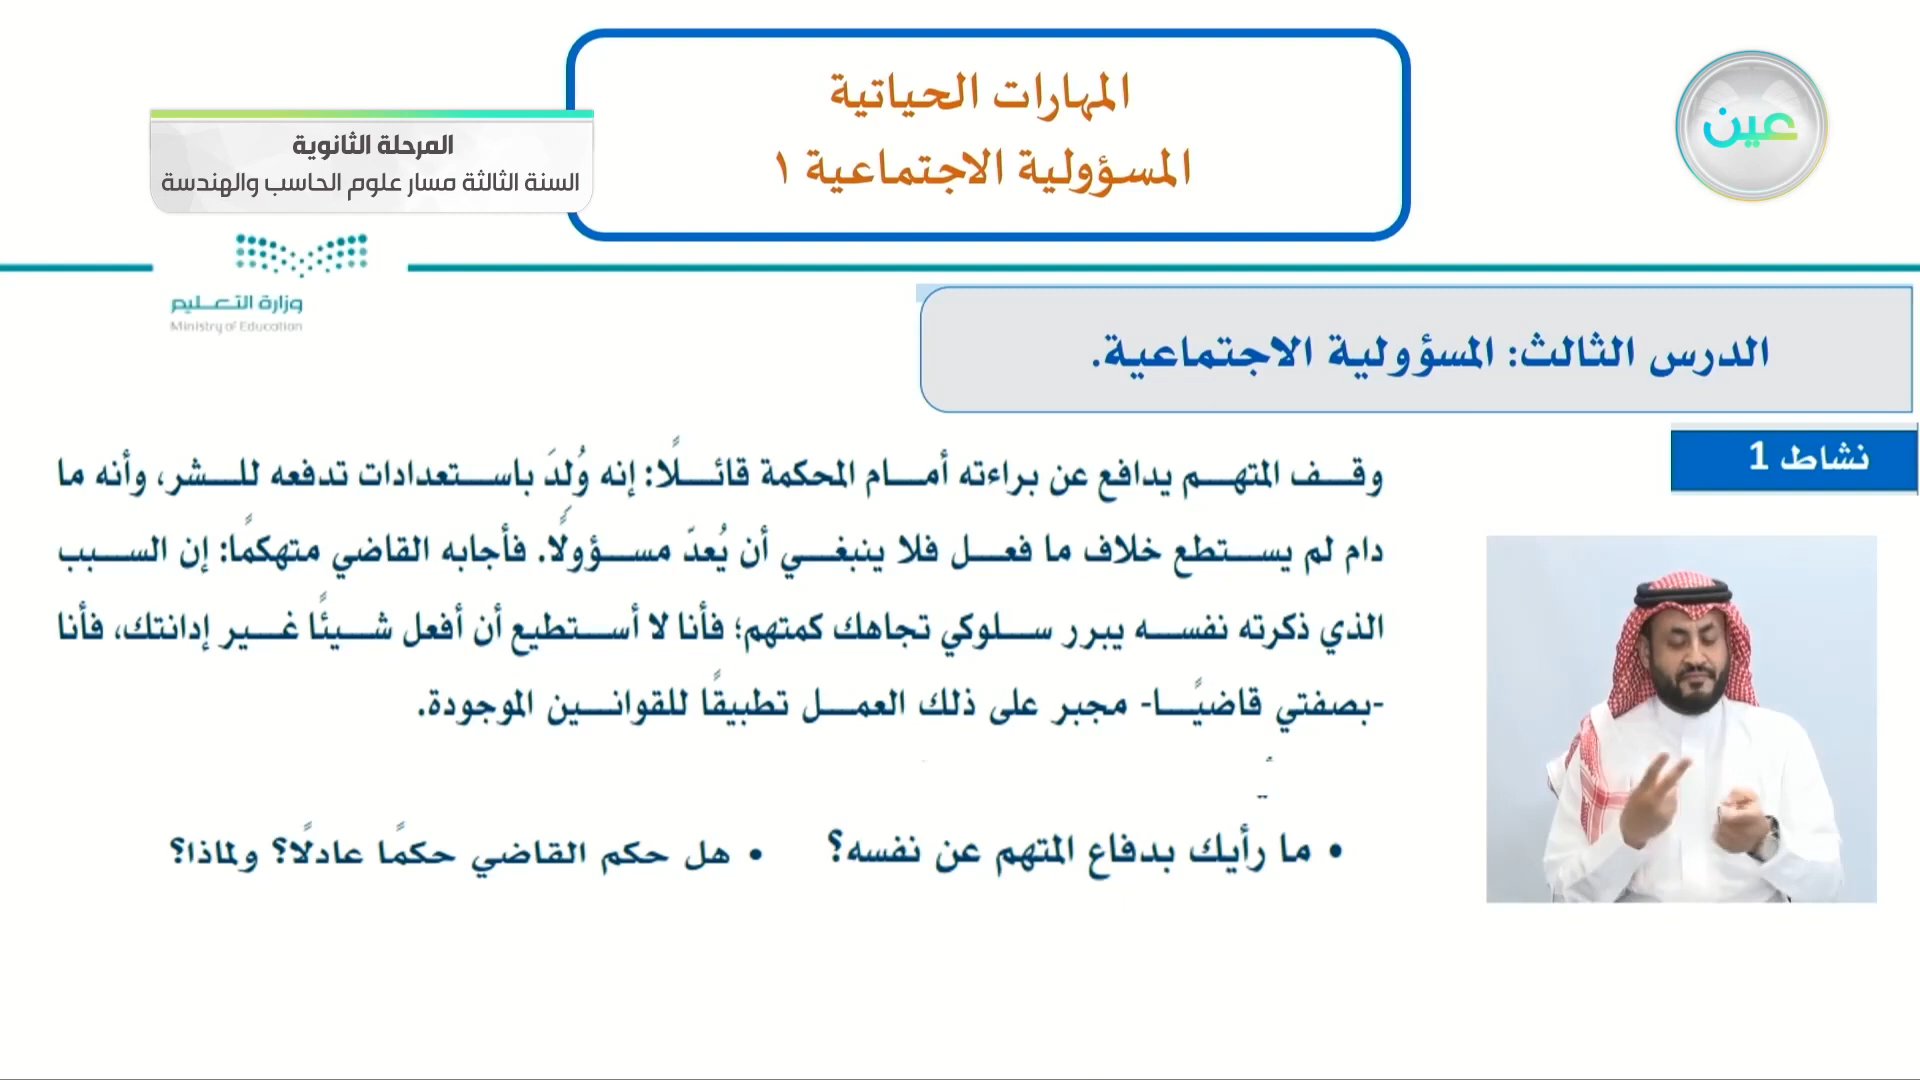 المهارات الحياتية
المسؤولية الاجتماعية ١
عين
المرحلة الثانوية
السنة الثالثة مسار علوم الحاسب والهندسة
وزارة التعليم
Ministry of Education
الدرس الثالث: المسؤولية الاجتماعية.
نشاط 1
وقف المتهم يدافع عن براءته أمام المحكمة قائلًا: إنه وُلِدَ باستعدادات تدفعه للشر، وأنه ما
دام لم يستطع خلاف ما فعل فلا ينبغي أن يُعدّ مسؤولًا. فأجابه القاضي متهكمًا: إن السبب
الذي ذكرته نفسه يبرر سلوكي تجاهك كمتهم؛ فأنا لا أستطيع أن أفعل شيئًا غير إدانتك، فأنا
-بصفتي قاضيًا- مجبر على ذلك العمل تطبيقًا للقوانين الموجودة.
• ما رأيك بدفاع المتهم عن نفسه؟
• هل حكم القاضي حكمًا عادلًا؟ ولماذا؟